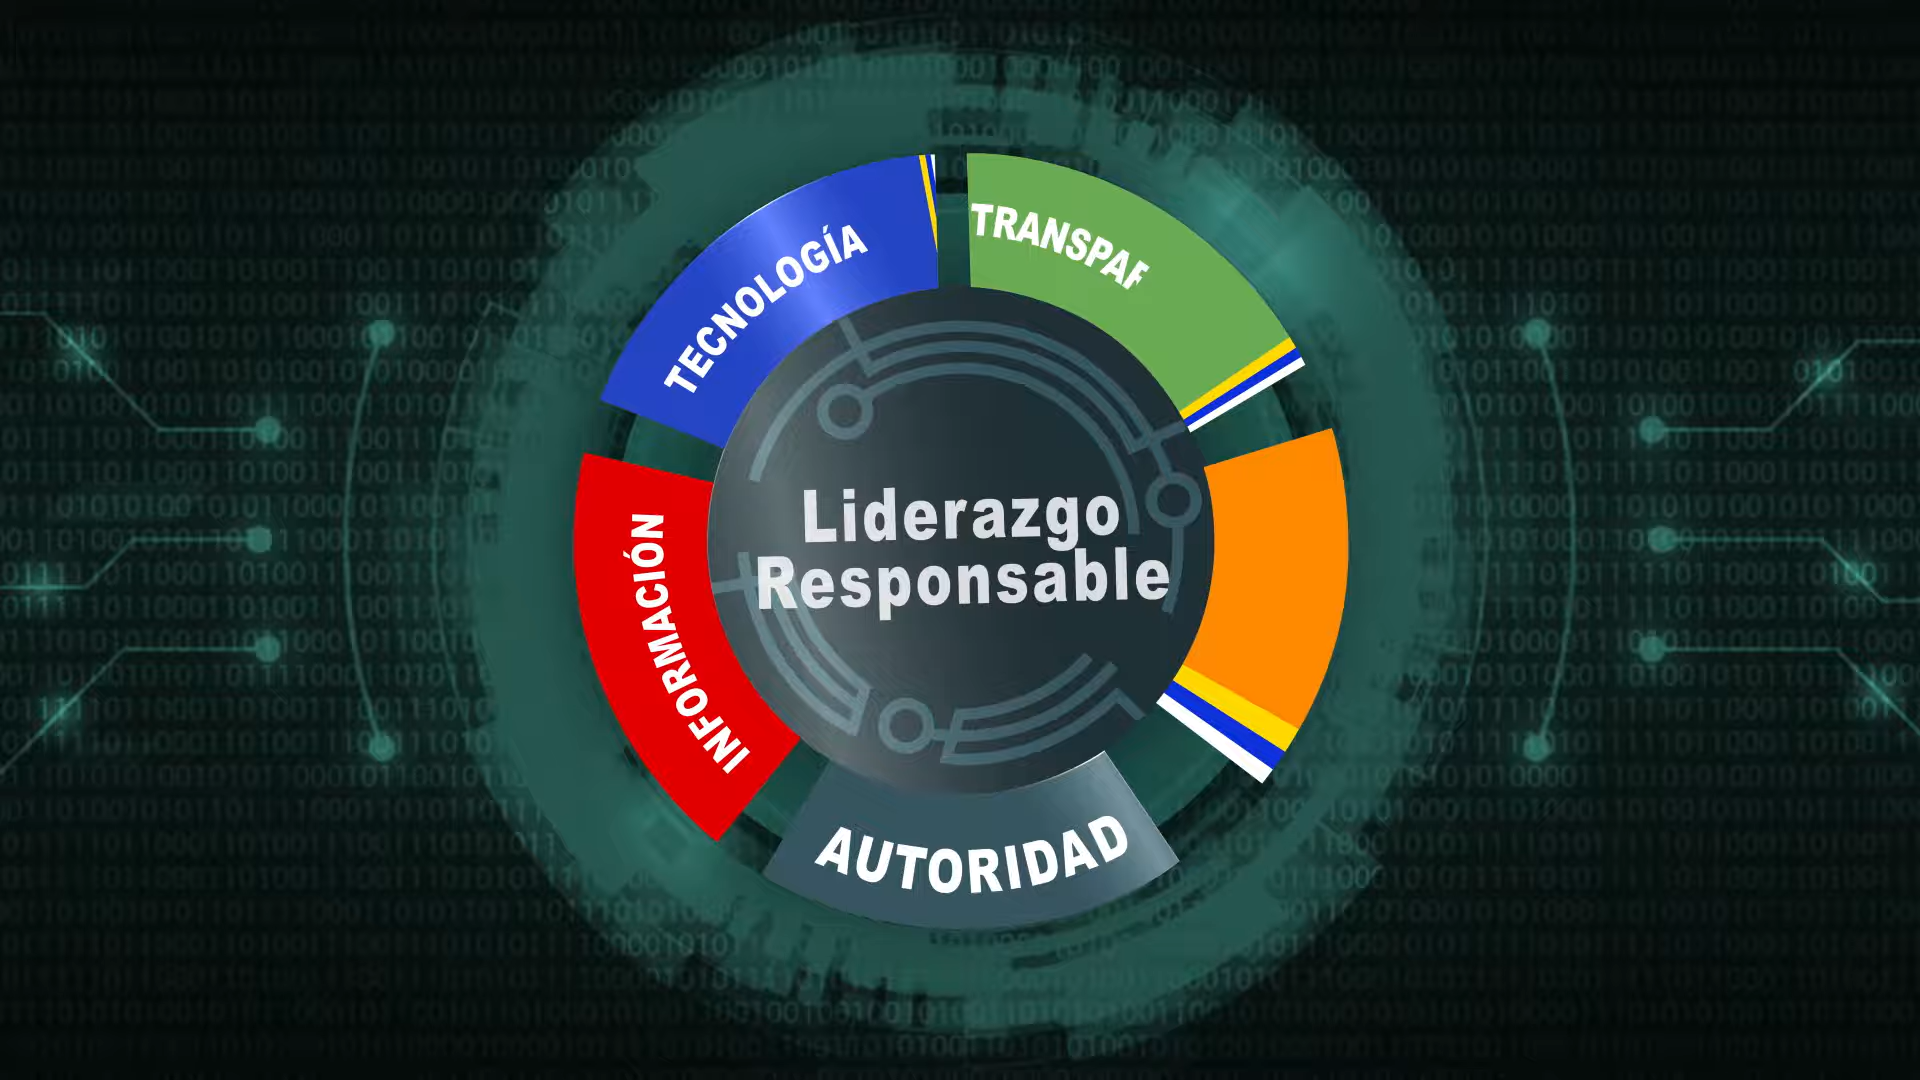 TECNOLOGÍA
TRANSPAR
Liderazgo
Responsable
INFORMACIÓN
AUTORIDAD